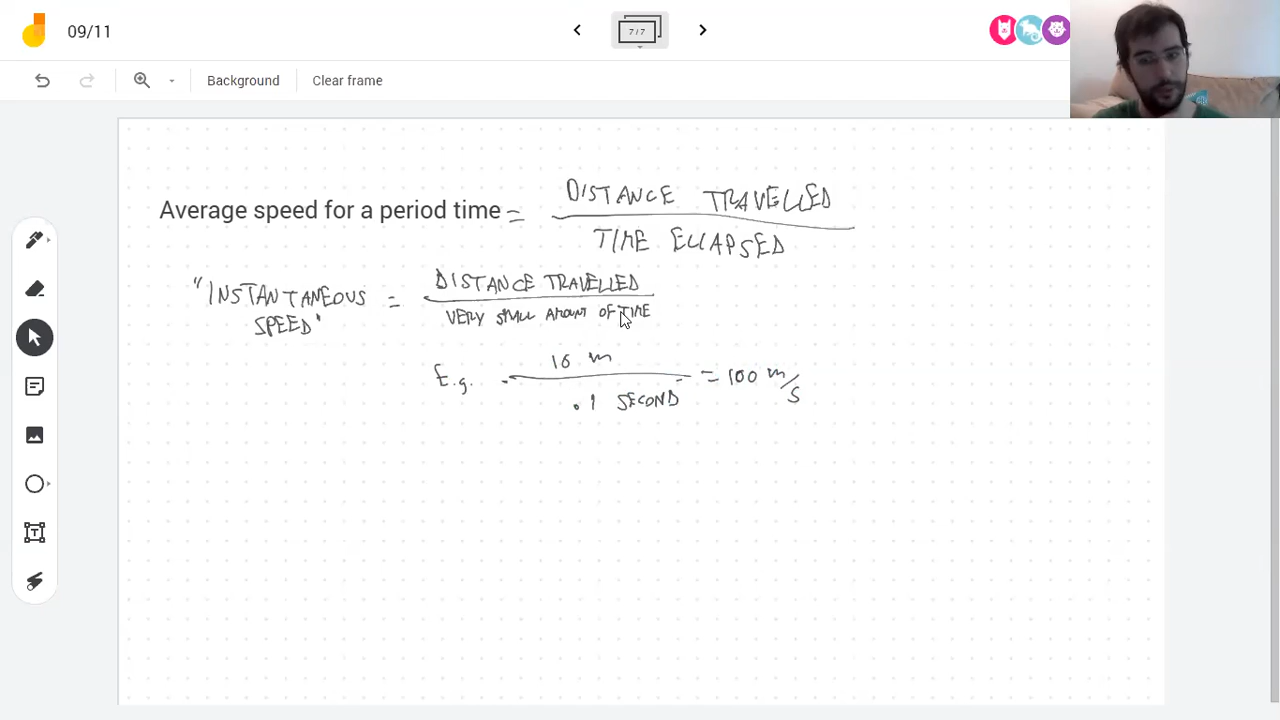 09/11
7/7
Background
Clear frame
Average speed for a period time = DISTANCE TRAVELLED
TIME ELLAPSED
"INSTANTANEOUS SPEED" = DISTANCE TRAVELLED
VERY SMALL AMOUNT OF TIME
E.g. 10 m
.1 SECOND
= 100 m/s